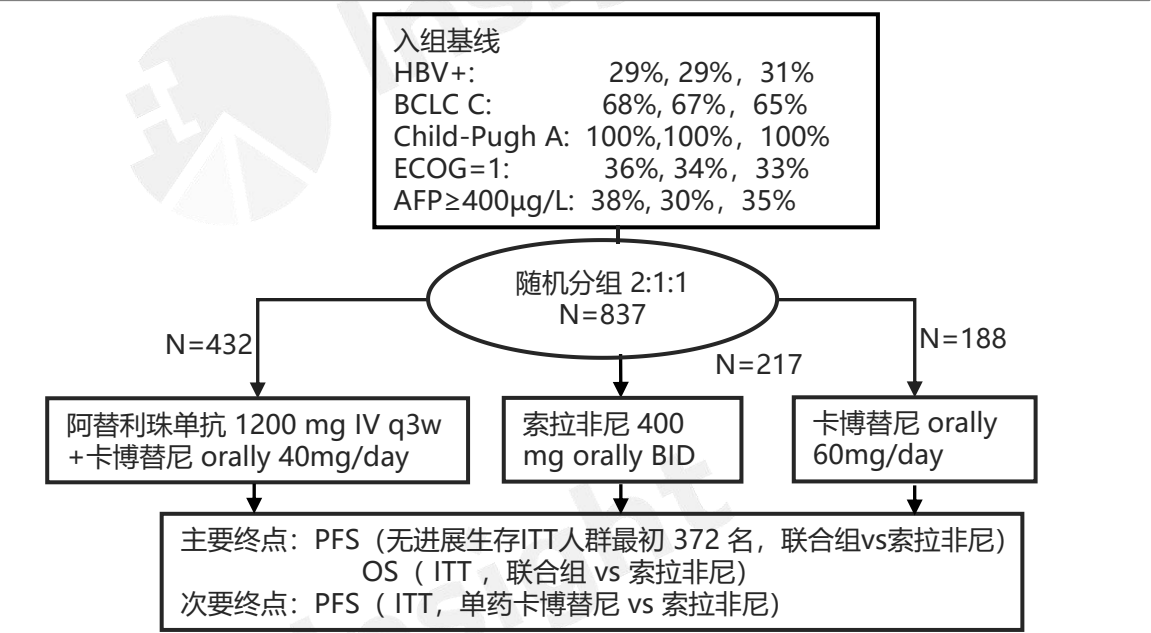 入组基线
HBV+: 29%, 29%，31%
BCLC C: 68%, 67%，65%
Child-Pugh A: 100%,100%，100%
ECOG=1: 36%, 34%，33%
AFP≥400μg/L: 38%, 30%，35%
随机分组 2:1:1
N=837
N=432
N=217
N=188
阿替利珠单抗 1200 mg IV q3w
+卡博替尼 orally 40mg/day
索拉非尼 400
mg orally BID
卡博替尼 orally
60mg/day
主要终点：PFS（无进展生存ITT人群最初 372 名，联合组vs索拉非尼）
OS（ ITT ，联合组 vs 索拉非尼）
次要终点：PFS（ ITT，单药卡博替尼 vs 索拉非尼）
Insight
Insight